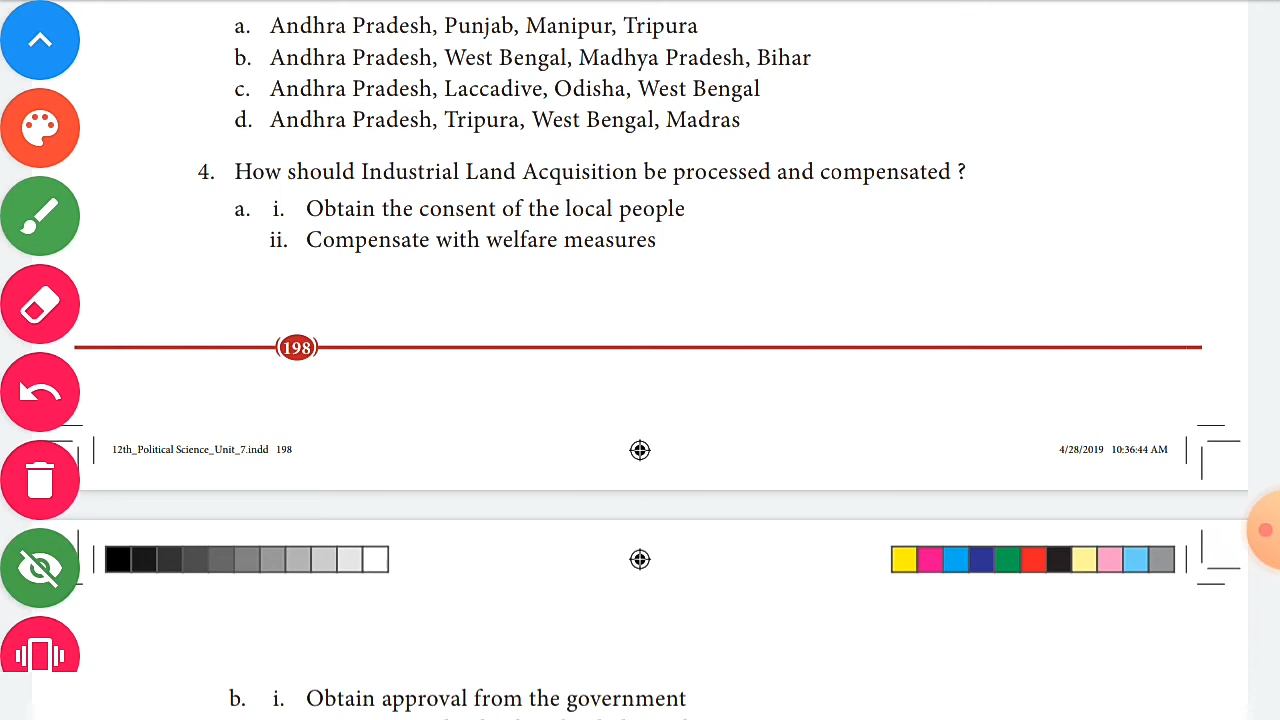 a. Andhra Pradesh, Punjab, Manipur, Tripura
b. Andhra Pradesh, West Bengal, Madhya Pradesh, Bihar
c. Andhra Pradesh, Laccadive, Odisha, West Bengal
d. Andhra Pradesh, Tripura, West Bengal, Madras
4. How should Industrial Land Acquisition be processed and compensated ?
a. i. Obtain the consent of the local people
ii. Compensate with welfare measures
198
12th_Political Science_Unit_7.indd 198 4/28/2019 10:36:44 AM
b. i. Obtain approval from the government